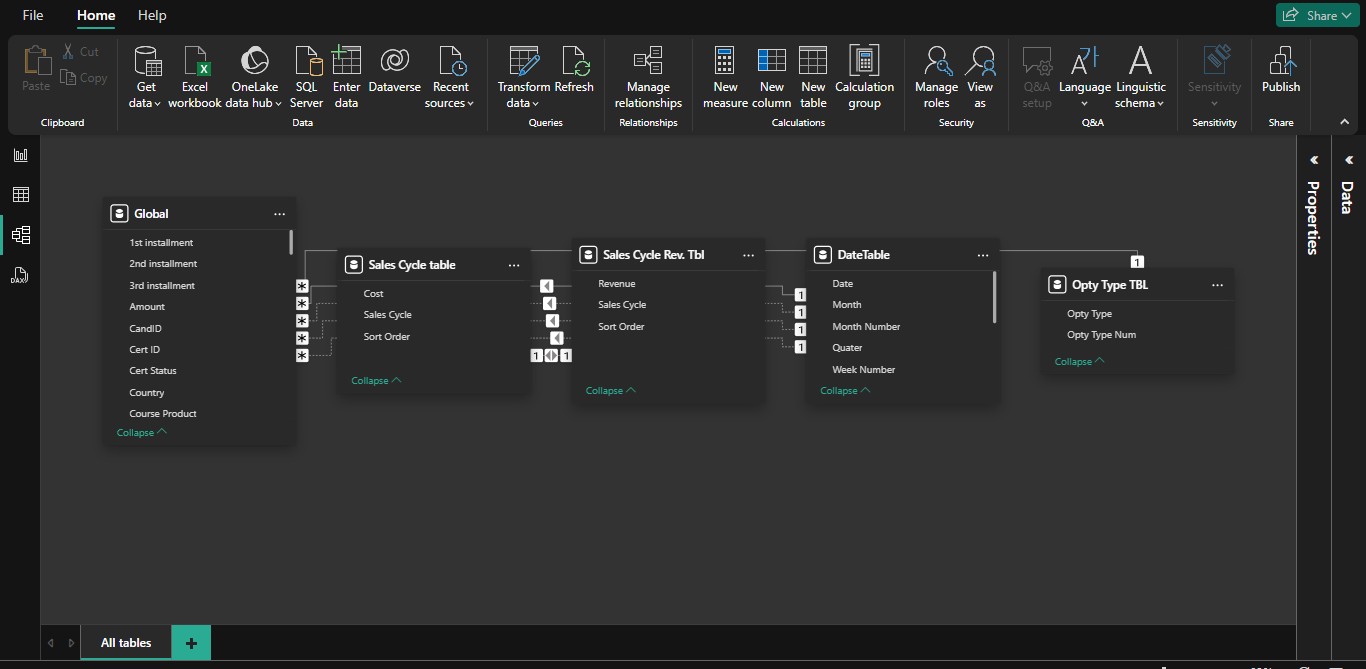 File Home Help
Share
Paste
Cut
Copy
Clipboard
Get data
Excel workbook
OneLake data hub
SQL Server
Enter data
Dataverse
Recent sources
Data
Transform data
Refresh
Queries
Manage relationships
Relationships
New measure
New column
New table
Calculation group
Calculations
Manage roles
View as
Security
Q&A setup
Language
Linguistic schema
Q&A
Sensitivity
Sensitivity
Publish
Share
DAX
Global
1st installment
2nd installment
3rd installment
Amount
CandID
Cert ID
Cert Status
Country
Course Product
Collapse
*
*
*
*
*
Sales Cycle table
Cost
Sales Cycle
Sort Order
Collapse
1 1
Sales Cycle Rev. Tbl
Revenue
Sales Cycle
Sort Order
Collapse
1
1
1
1
DateTable
Date
Month
Month Number
Quater
Week Number
Collapse
1
Opty Type TBL
Opty Type
Opty Type Num
Collapse
Properties
Data
All tables
+